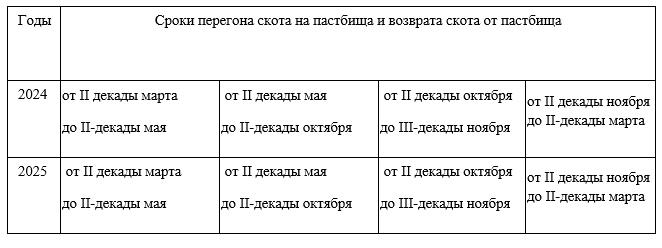 Годы
Сроки перегона скота на пастбища и возврата скота от пастбища
2024
от II декады марта
до II-декады мая
от II декады мая
до II-декады октября
от II декады октября
до III-декады ноября
от II декады ноября
до II-декады марта
2025
от II декады марта
до II-декады мая
от II декады мая
до II-декады октября
от II декады октября
до III-декады ноября
от II декады ноября
до II-декады марта